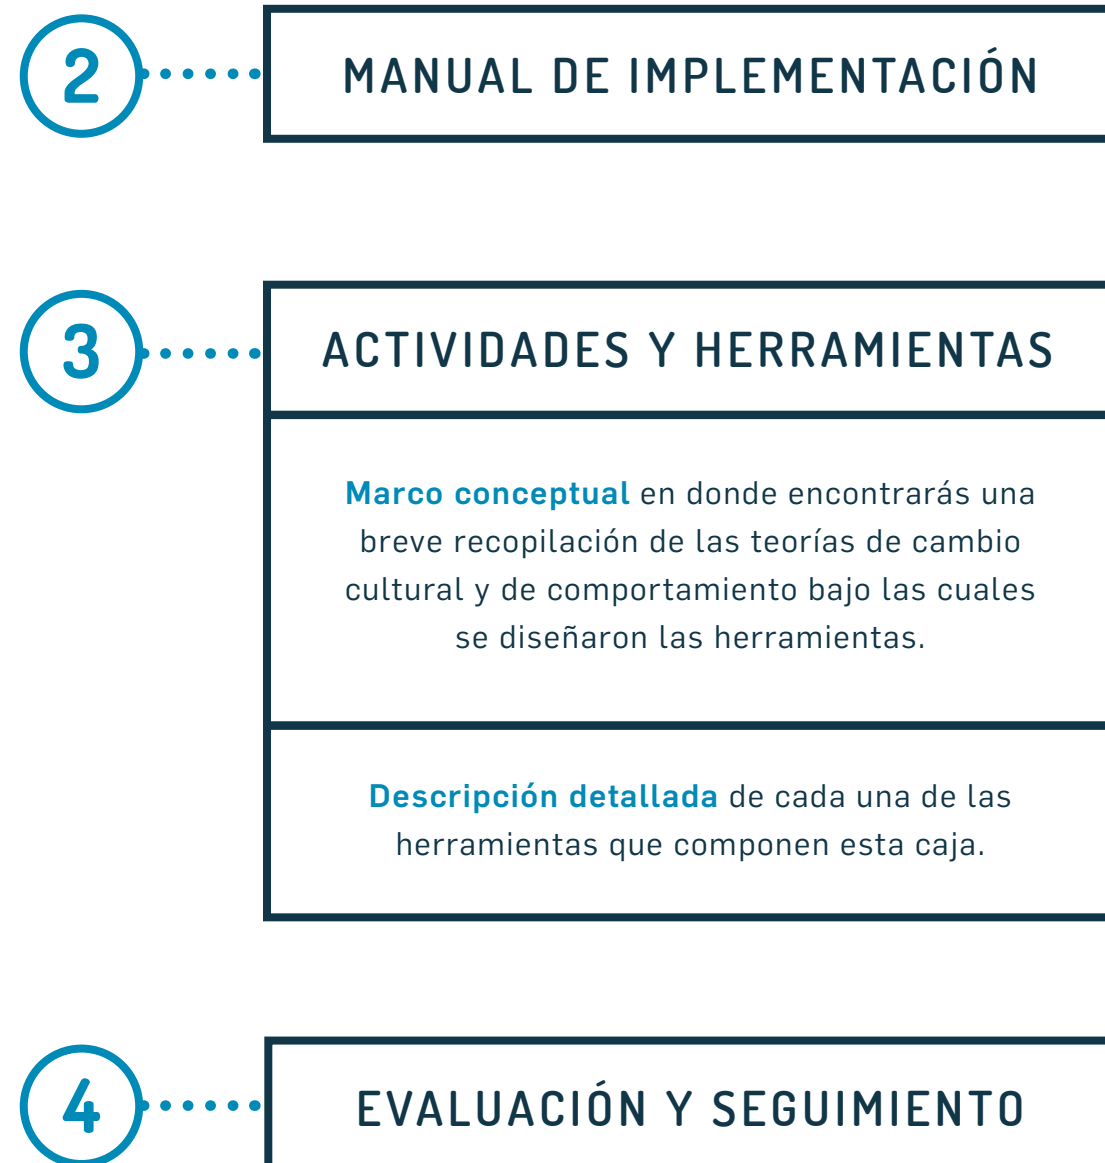 2
MANUAL DE IMPLEMENTACIÓN
3
ACTIVIDADES Y HERRAMIENTAS
Marco conceptual en donde encontrarás una
breve recopilación de las teorías de cambio
cultural y de comportamiento bajo las cuales
se diseñaron las herramientas.
Descripción detallada de cada una de las
herramientas que componen esta caja.
4
EVALUACIÓN Y SEGUIMIENTO